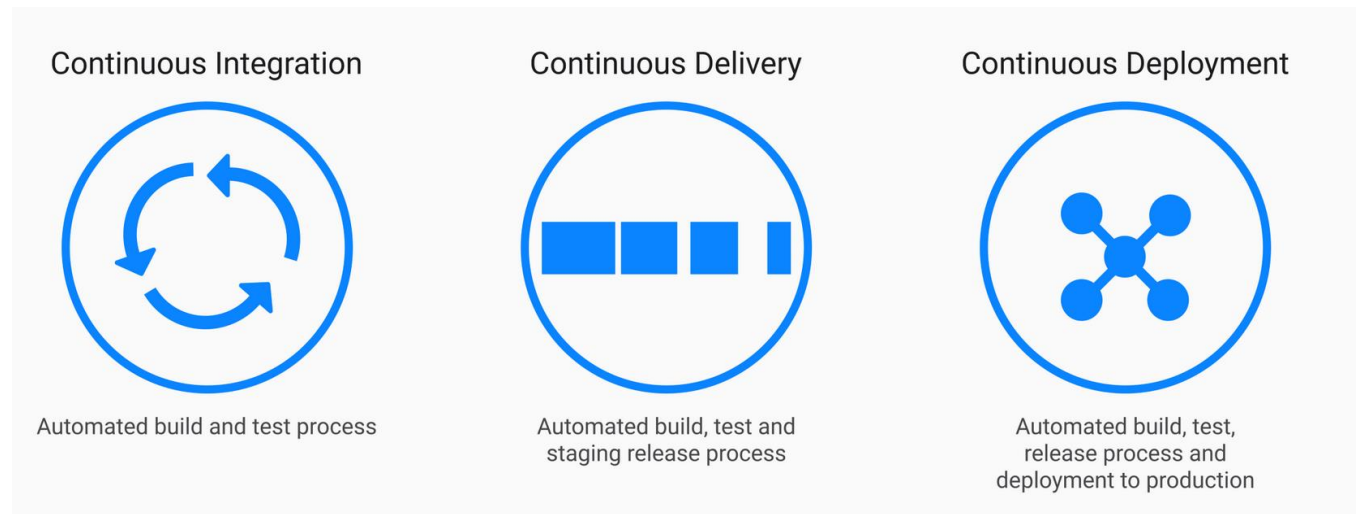 Continuous Integration
Automated build and test process
Continuous Delivery
Automated build, test and
staging release process
Continuous Deployment
Automated build, test,
release process and
deployment to production